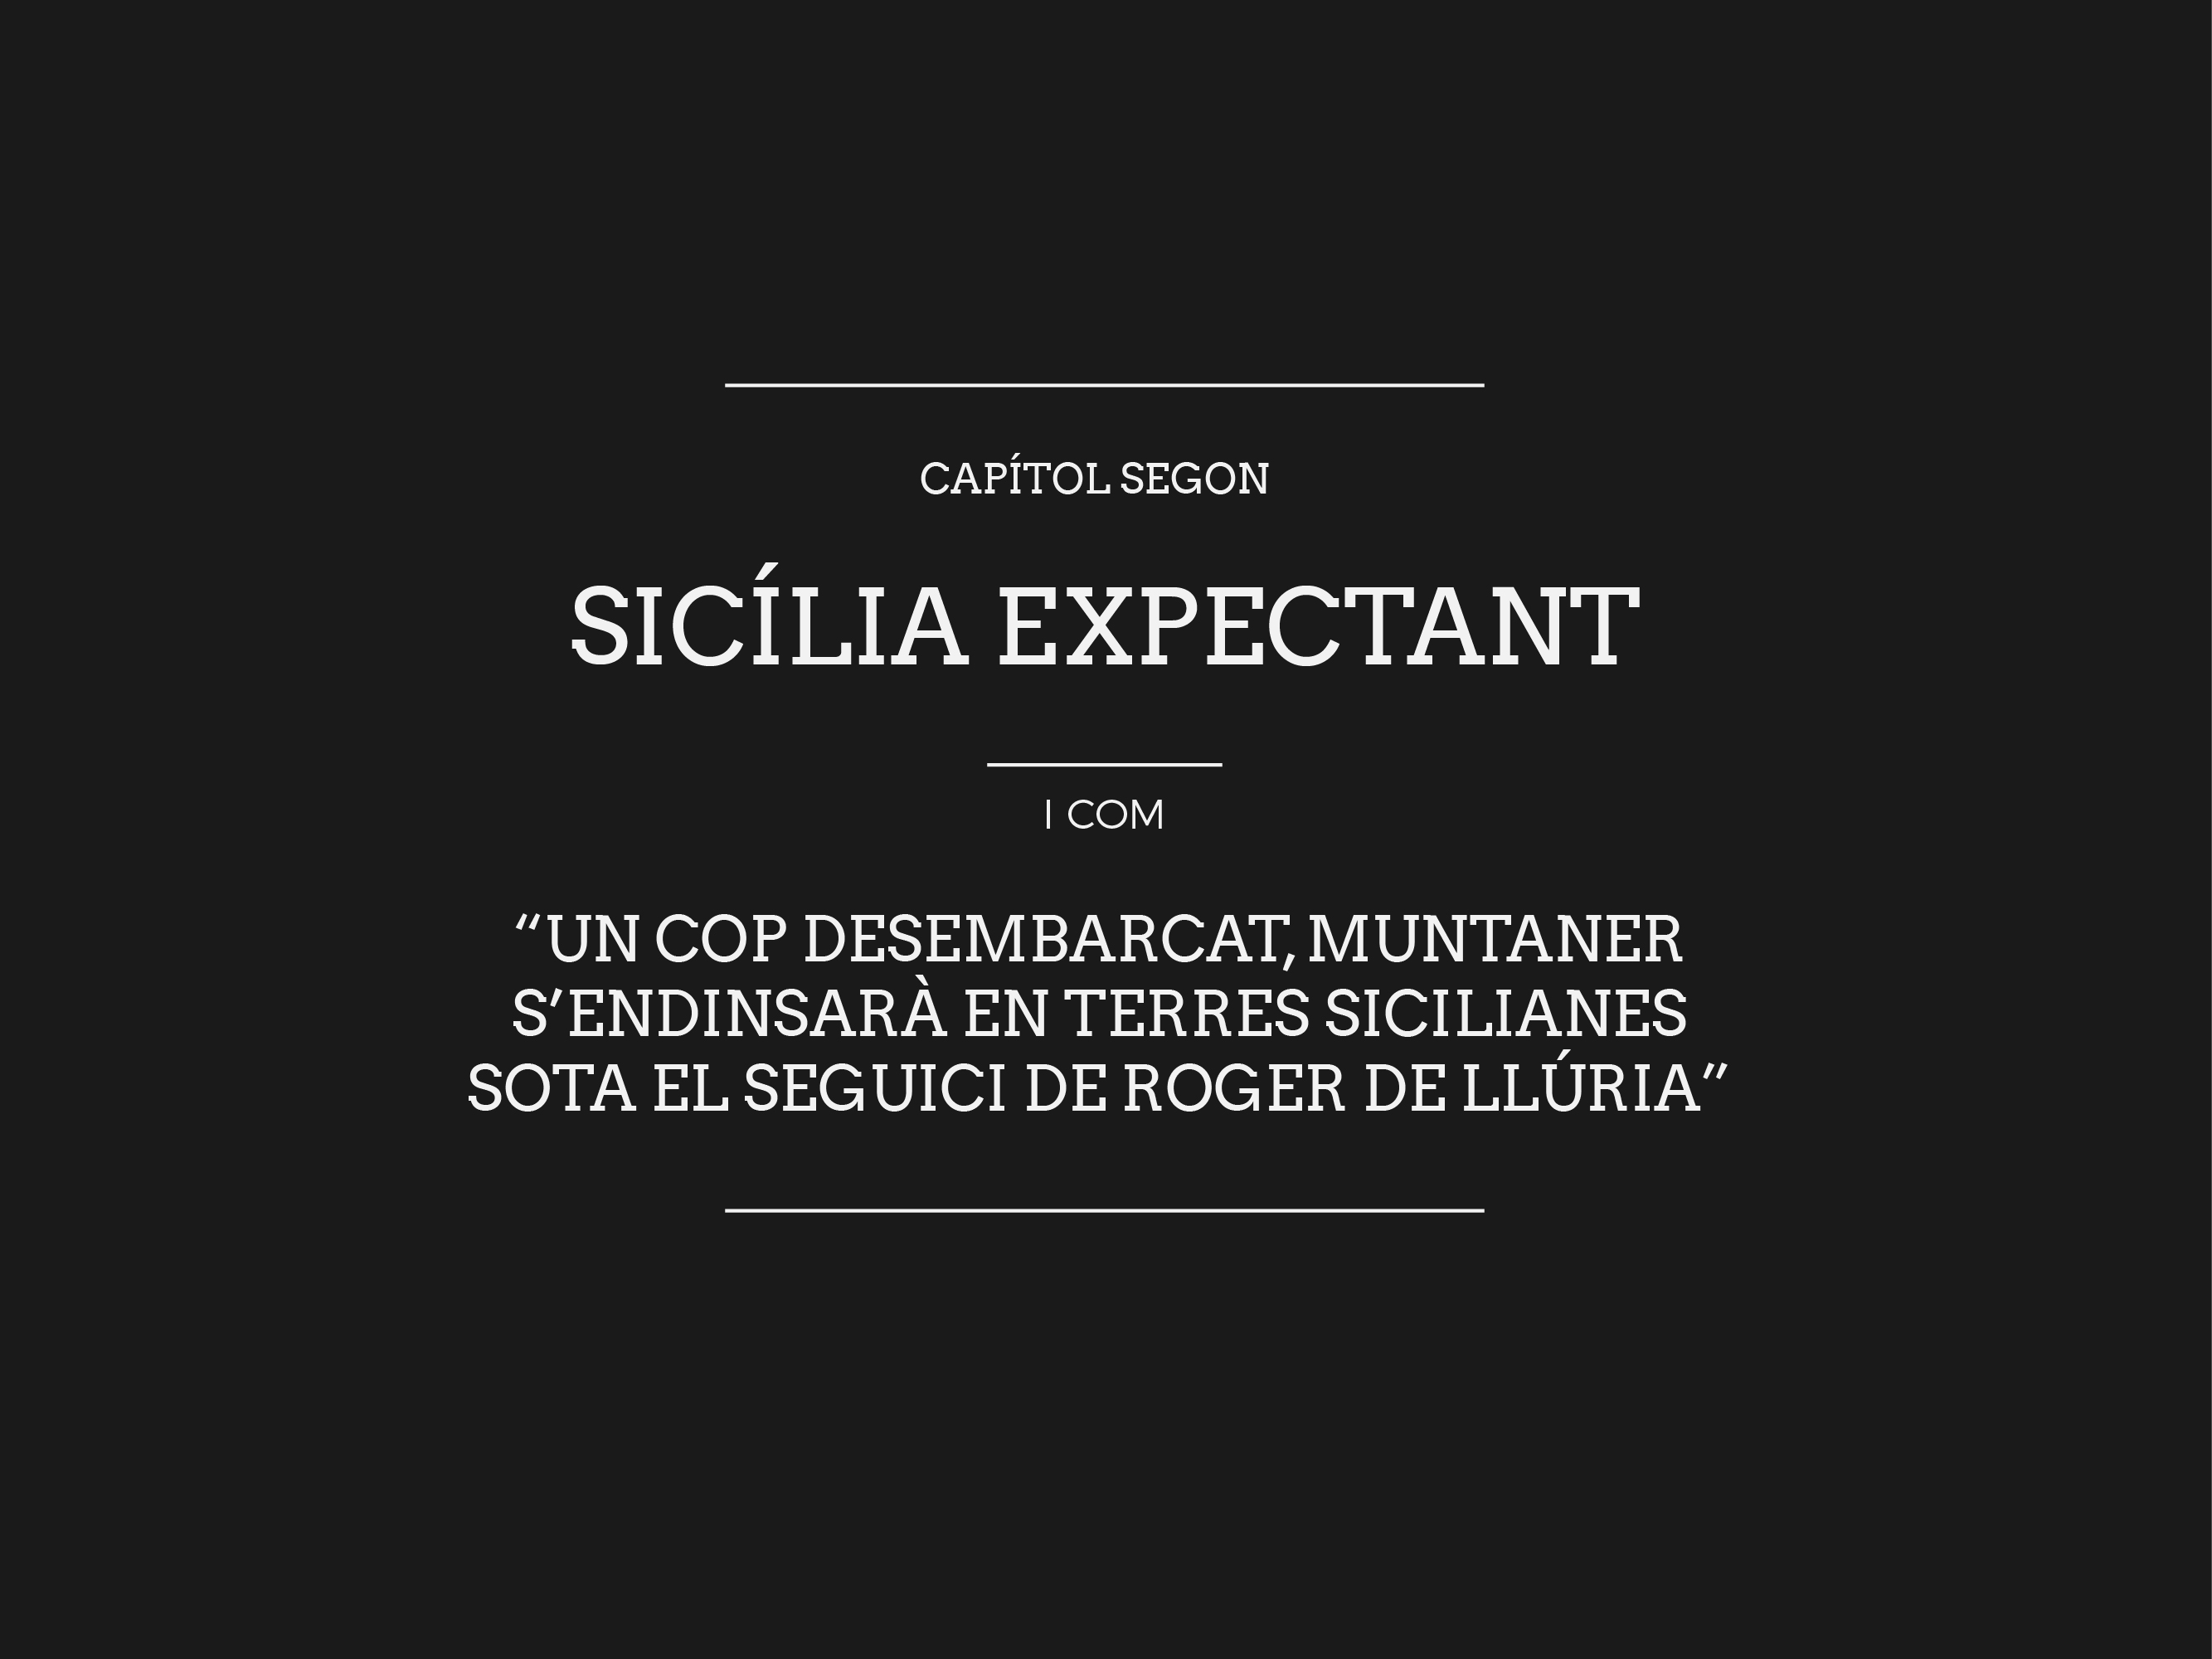 CAPÍTOL SEGON
SICÍLIA EXPECTANT
I COM
“UN COP DESEMBARCAT, MUNTANER
S’ENDINSARÀ EN TERRES SICILIANES
SOTA EL SEGUICI DE ROGER DE LLÚRIA”